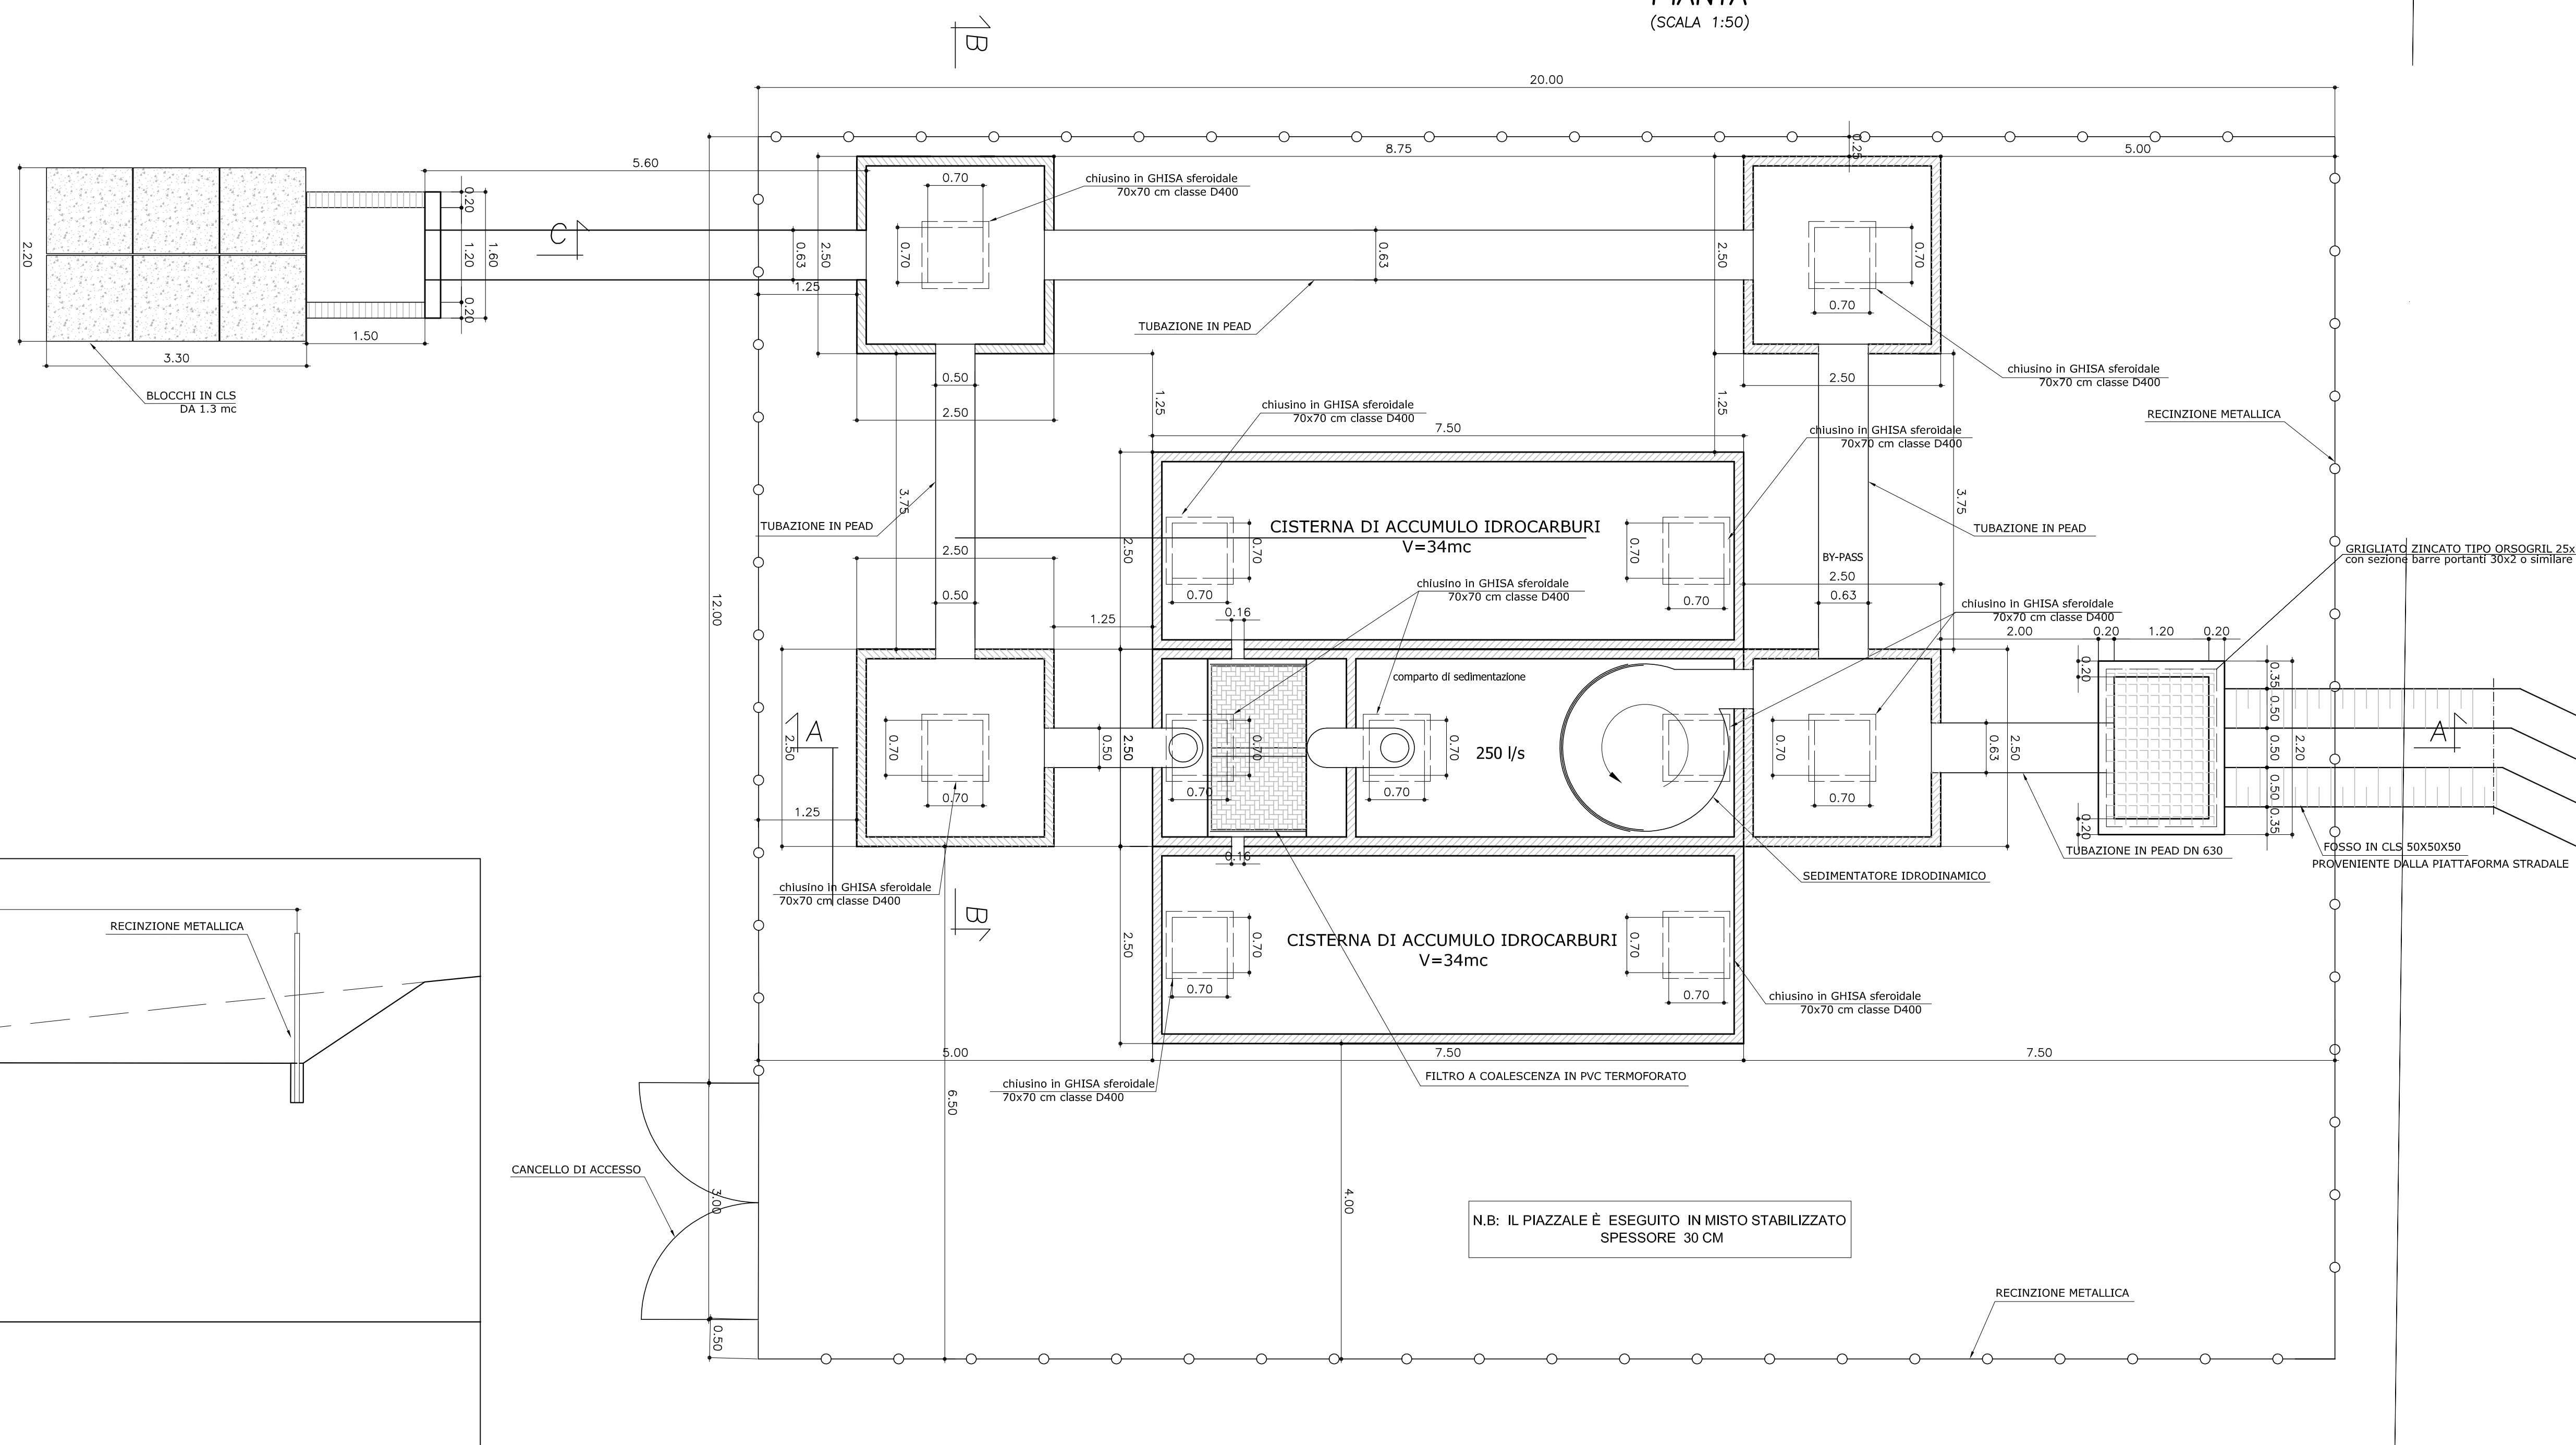 (SCALA 1:50)
B
20.00
5.60
8.75
0.25
5.00
0.70
chiusino in GHISA sferoidale
70x70 cm classe D400
0.20
2.20
C
1.20
1.60
0.63
2.50
0.70
0.63
2.50
0.70
1.25
0.20
0.70
1.50
TUBAZIONE IN PEAD
3.30
BLOCCHI IN CLS
DA 1.3 mc
0.50
2.50
chiusino in GHISA sferoidale
70x70 cm classe D400
2.50
1.25
1.25
chiusino in GHISA sferoidale
70x70 cm classe D400
RECINZIONE METALLICA
7.50
chiusino in GHISA sferoidale
70x70 cm classe D400
3.75
3.75
TUBAZIONE IN PEAD
CISTERNA DI ACCUMULO IDROCARBURI
V=34mc
TUBAZIONE IN PEAD
2.50
2.50
0.70
0.70
BY-PASS
GRIGLIATO ZINCATO TIPO ORSOGRIL 25x
con sezione barre portanti 30x2 o similare
12.00
0.50
0.70
chiusino in GHISA sferoidale
70x70 cm classe D400
0.70
2.50
0.63
chiusino in GHISA sferoidale
70x70 cm classe D400
1.25
0.16
2.00
0.20
1.20
0.20
comparto di sedimentazione
0.20
0.35
0.50
A
2.50
0.70
0.50
2.50
0.70
0.70
250 l/s
0.70
0.63
2.50
0.50
2.20
A
0.70
0.70
0.70
0.70
0.50
1.25
0.20
0.35
0.16
TUBAZIONE IN PEAD DN 630
FOSSO IN CLS 50X50X50
PROVENIENTE DALLA PIATTAFORMA STRADALE
chiusino in GHISA sferoidale
70x70 cm classe D400
SEDIMENTATORE IDRODINAMICO
B
RECINZIONE METALLICA
2.50
0.70
CISTERNA DI ACCUMULO IDROCARBURI
V=34mc
0.70
0.70
0.70
chiusino in GHISA sferoidale
70x70 cm classe D400
5.00
7.50
7.50
chiusino in GHISA sferoidale
70x70 cm classe D400
FILTRO A COALESCENZA IN PVC TERMOFORATO
6.50
CANCELLO DI ACCESSO
3.00
4.00
N.B: IL PIAZZALE È ESEGUITO IN MISTO STABILIZZATO
SPESSORE 30 CM
RECINZIONE METALLICA
0.50